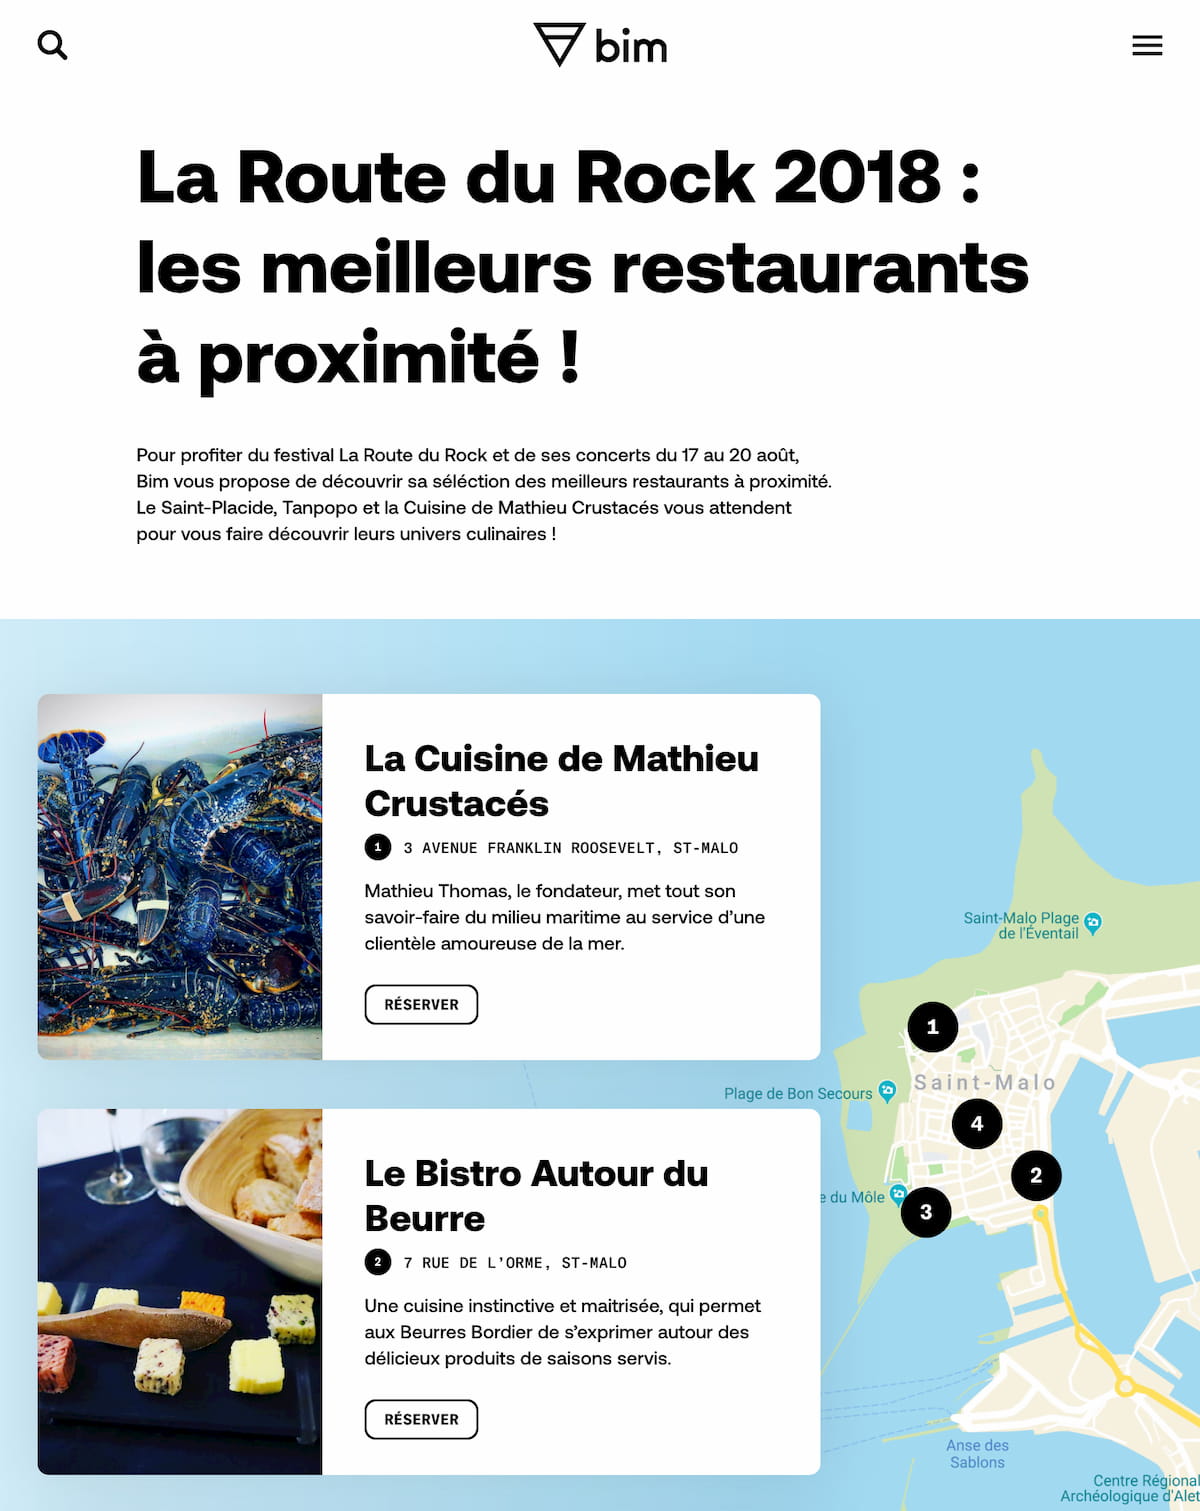 bim
La Route du Rock 2018 :
les meilleurs restaurants
à proximité !
Pour profiter du festival La Route du Rock et de ses concerts du 17 au 20 août,
Bim vous propose de découvrir sa séléction des meilleurs restaurants à proximité.
Le Saint-Placide, Tanpopo et la Cuisine de Mathieu Crustacés vous attendent
pour vous faire découvrir leurs univers culinaires !
La Cuisine de Mathieu
Crustacés
1 3 AVENUE FRANKLIN ROOSEVELT, ST-MALO
Mathieu Thomas, le fondateur, met tout son
savoir-faire du milieu maritime au service d’une
clientèle amoureuse de la mer.
RÉSERVER
Le Bistro Autour du
Beurre
2 7 RUE DE L’ORME, ST-MALO
Une cuisine instinctive et maitrisée, qui permet
aux Beurres Bordier de s’exprimer autour des
délicieux produits de saisons servis.
RÉSERVER
Saint-Malo Plage
de l'Éventail
1
Saint-Malo
Plage de Bon Secours
4
2
e du Môle
3
Anse des
Sablons
Centre Régional
Archéologique d'Alet